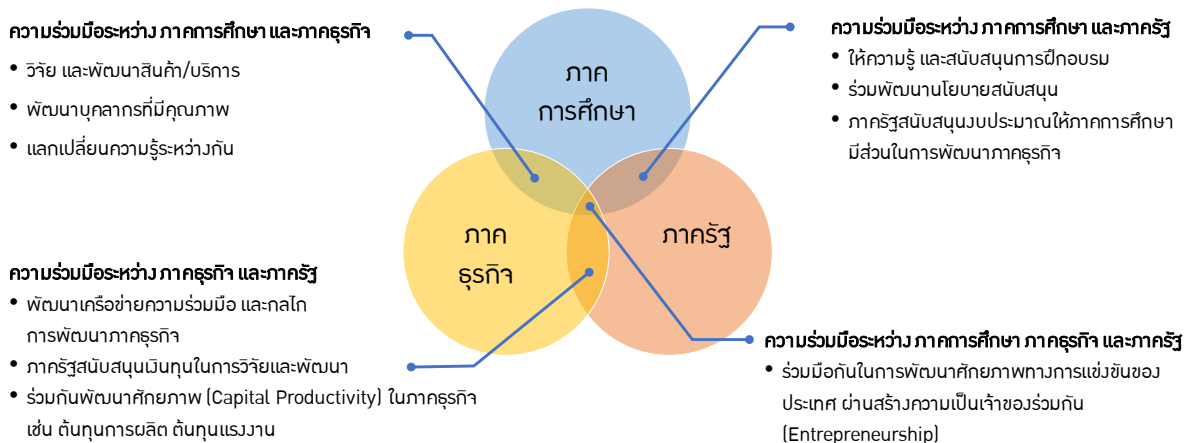 ความร่วมมือระหว่าง ภาคการศึกษา และภาคธุรกิจ
• วิจัย และพัฒนาสินค้า/บริการ
• พัฒนาบุคลากรที่มีคุณภาพ
• แลกเปลี่ยนความรู้ระหว่างกัน
ภาค
การศึกษา
ความร่วมมือระหว่าง ภาคการศึกษา และภาครัฐ
• ให้ความรู้ และสนับสนุนการฝึกอบรม
• ร่วมพัฒนานโยบายสนับสนุน
• ภาครัฐสนับสนุนงบประมาณให้ภาคการศึกษา
มีส่วนในการพัฒนาภาคธุรกิจ
ภาค
ธุรกิจ
ภาครัฐ
ความร่วมมือระหว่าง ภาคธุรกิจ และภาครัฐ
• พัฒนาเครือข่ายความร่วมมือ และกลไก
การพัฒนาภาคธุรกิจ
• ภาครัฐสนับสนุนเงินทุนในการวิจัยและพัฒนา
• ร่วมกันพัฒนาศักยภาพ (Capital Productivity) ในภาคธุรกิจ
เช่น ต้นทุนการผลิต ต้นทุนแรงงาน
ความร่วมมือระหว่าง ภาคการศึกษา ภาคธุรกิจ และภาครัฐ
• ร่วมมือกันในการพัฒนาศักยภาพทางการแข่งขันของ
ประเทศ ผ่านสร้างความเป็นเจ้าของร่วมกัน
(Entrepreneurship)